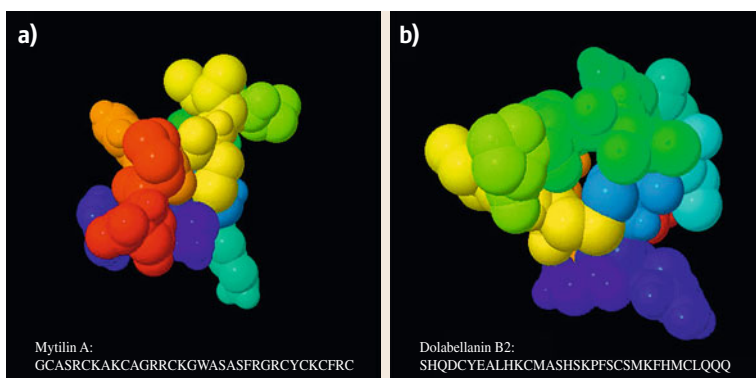 a)
b)
Mytilin A:
GCASRCKAKCAGRRCKGWASASFRGRCYCKCFRC
Dolabellanin B2:
SHQDCYEALHKCMASHSKPFSCSMKFHMCLQQQ